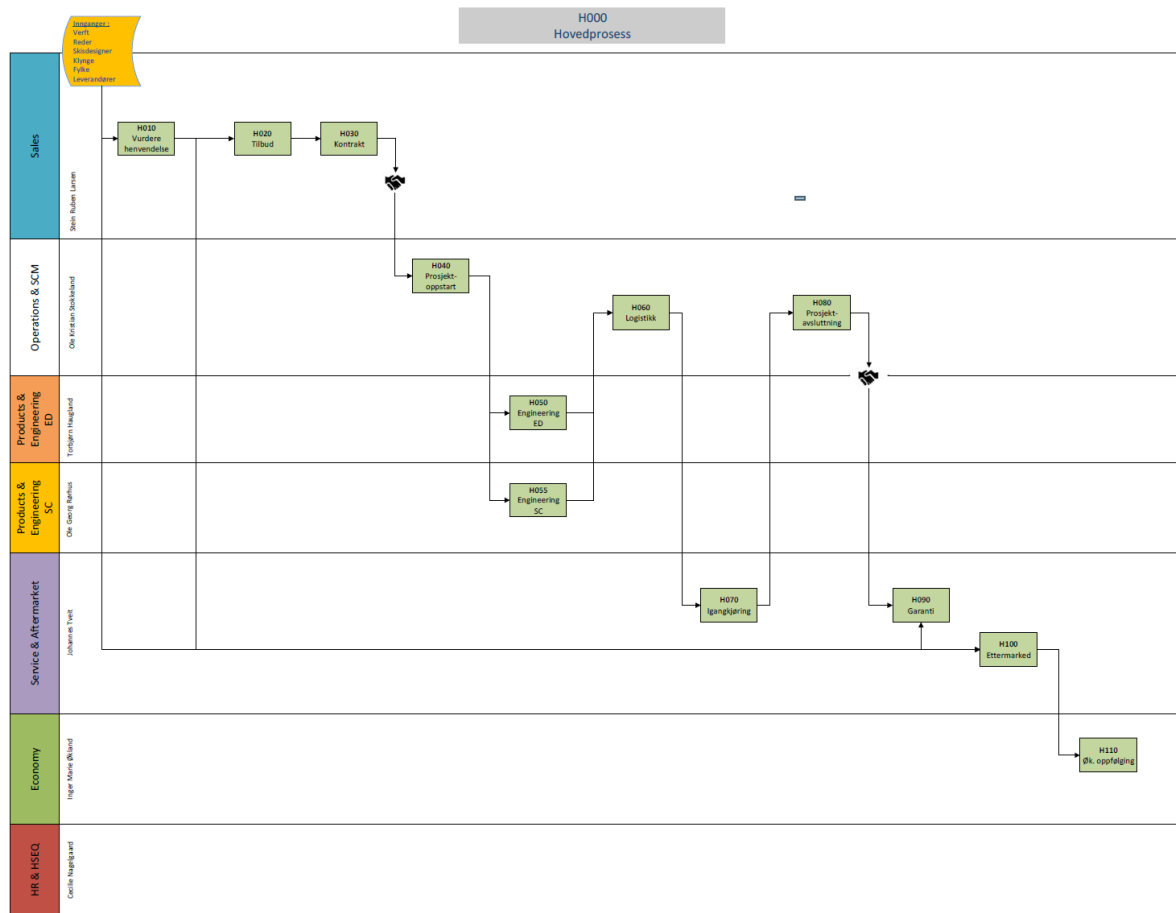 H000
Hovedprosess
Innganger :
Verft
Reder
Skisdesigner
Klynge
Fylke
Leverandører
Sales
Stein Ruben Larsen
H010
Vurdere
henvendelse
H020
Tilbud
H030
Kontrakt
Operations & SCM
Ole Kristian Stokkeland
H040
Prosjekt-
oppstart
H060
Logistikk
H080
Prosjekt-
avsluttning
Products &
Engineering
ED
Torbjørn Haugland
H050
Engineering
ED
Products &
Engineering
SC
Ole Georg Rørhus
H055
Engineering
SC
Service & Aftermarket
Johannes Tveit
H070
Igangkjøring
H090
Garanti
H100
Ettermarked
Economy
Inger Marie Økland
H110
Øk. oppfølging
HR & HSEQ
Cecilie Nagelgaard